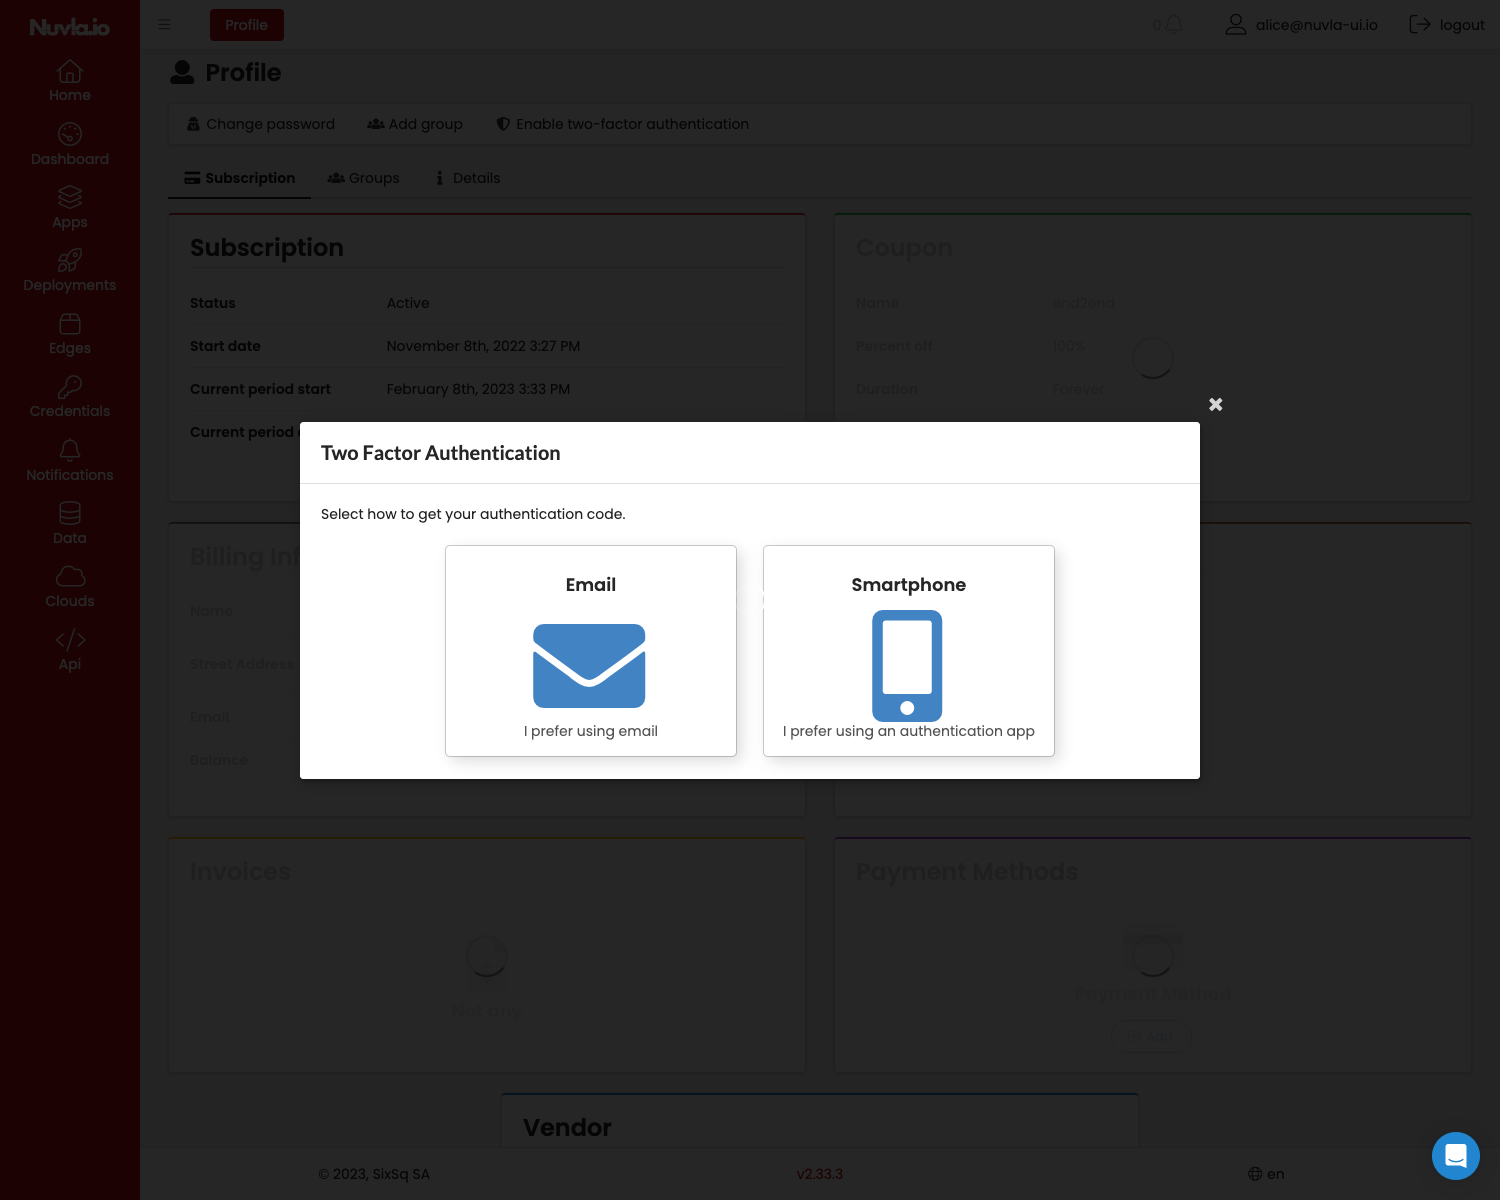 Nuvla.io
Profile
0
alice@nuvla-ui.io
logout
Home
Dashboard
Apps
Deployments
Edges
Credentials
Notifications
Data
Clouds
Api
Profile
Change password
Add group
Enable two-factor authentication
Subscription
Groups
Details
Subscription
Status
Active
Start date
November 8th, 2022 3:27 PM
Current period start
February 8th, 2023 3:33 PM
Current period
Coupon
Name
end2end
Percent off
100%
Duration
Forever
Two Factor Authentication
Select how to get your authentication code.
Email
I prefer using email
Smartphone
I prefer using an authentication app
Billing In
Name
Street Address
Email
Balance
Invoices
Not any
Payment Methods
Payment Method
Add
Vendor
© 2023, SixSq SA
v2.33.3
en